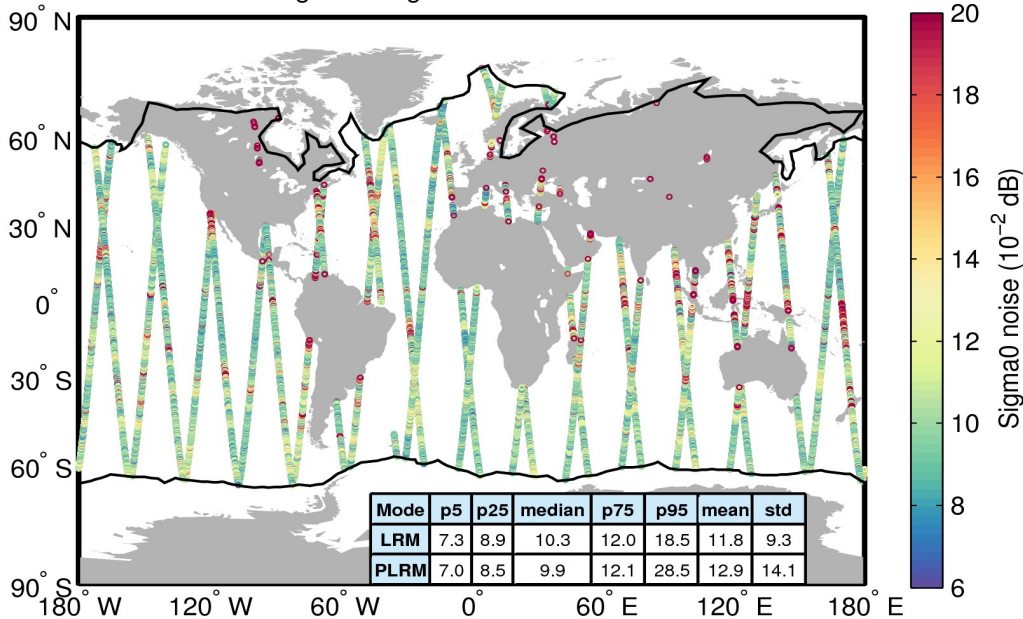 90° N
60° N
30° N
0°
30° S
60° S
90° S
180° W
120° W
60° W
0°
60° E
120° E
180° E
Mode p5 p25 median p75 p95 mean std
LRM 7.3 8.9 10.3 12.0 18.5 11.8 9.3
PLRM 7.0 8.5 9.9 12.1 28.5 12.9 14.1
20
18
16
14
12
10
8
6
Sigma0 noise (10⁻² dB)